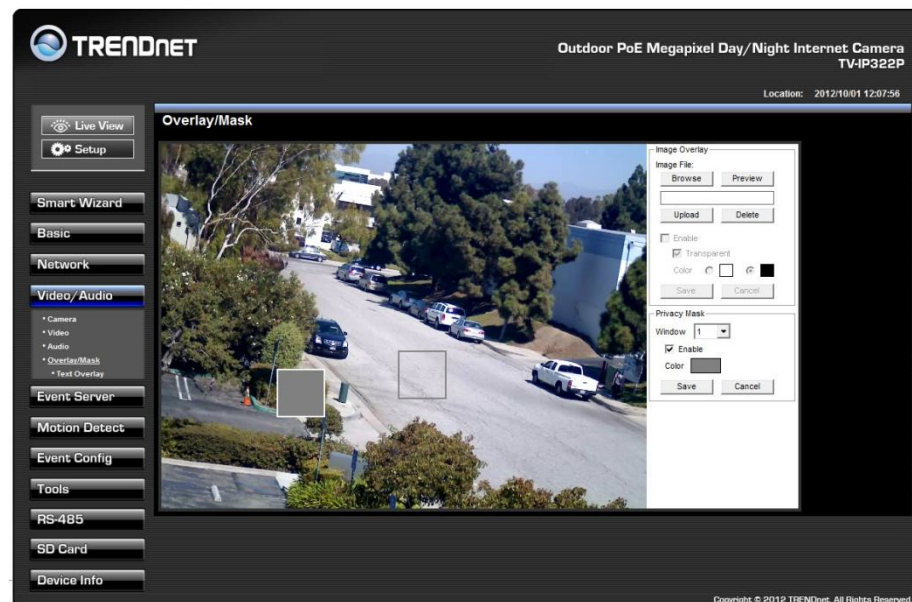 TRENDNET
Outdoor PoE Megapixel Day/Night Internet Camera
TV-IP322P
Location: 2012/10/01 12:07:56
Live View
Setup
Smart Wizard
Basic
Network
Video/Audio
• Camera
• Video
• Audio
• Overlay/Mask
• Text Overlay
Event Server
Motion Detect
Event Config
Tools
RS-485
SD Card
Device Info
Overlay/Mask
Image Overlay
Image File:
Browse Preview
Upload Delete
Enable
Transparent
Color
Save Cancel
Privacy Mask
Window 1
Enable
Color
Save Cancel
Copyright © 2012 TRENDnet. All Rights Reserved.